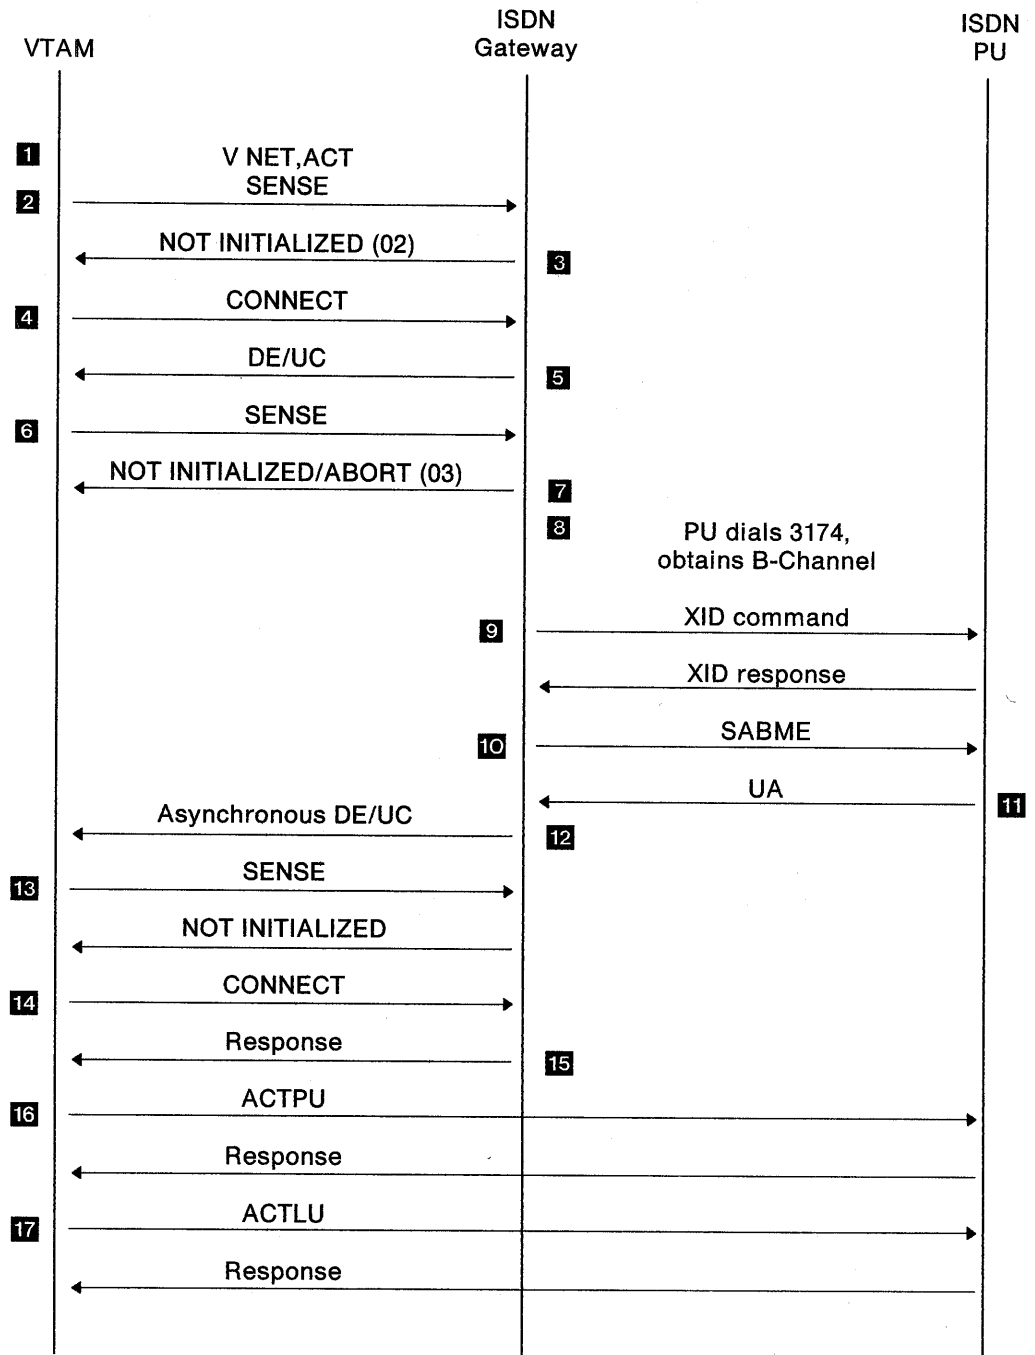 VTAM
ISDN
Gateway
ISDN
PU
1
V NET,ACT
2
SENSE
NOT INITIALIZED (02)
3
4
CONNECT
DE/UC
5
6
SENSE
NOT INITIALIZED/ABORT (03)
7
8
PU dials 3174,
obtains B-Channel
9
XID command
XID response
10
SABME
UA
11
Asynchronous DE/UC
12
13
SENSE
NOT INITIALIZED
14
CONNECT
Response
15
16
ACTPU
Response
17
ACTLU
Response